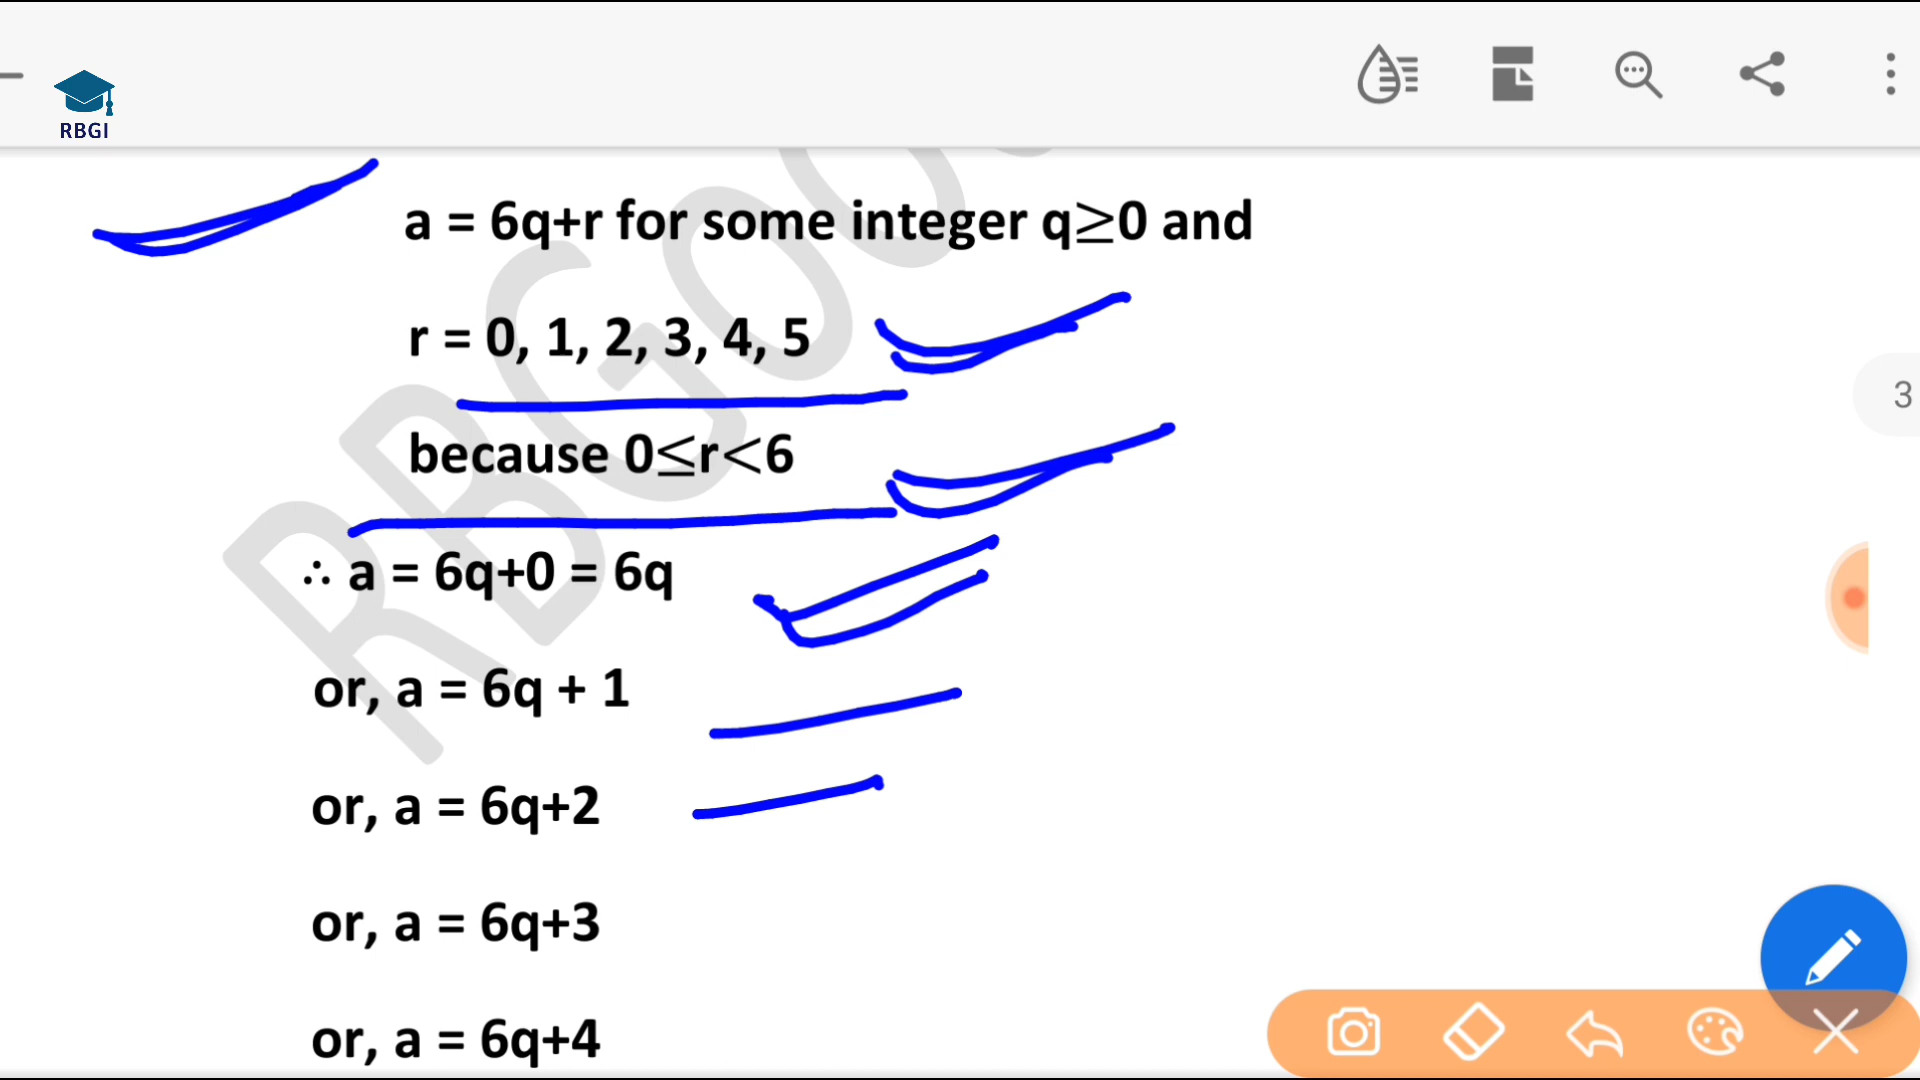 RBGI
a = 6q+r for some integer q≥0 and
r = 0, 1, 2, 3, 4, 5
because 0≤r<6
3
∴ a = 6q+0 = 6q
or, a = 6q + 1
or, a = 6q+2
or, a = 6q+3
or, a = 6q+4